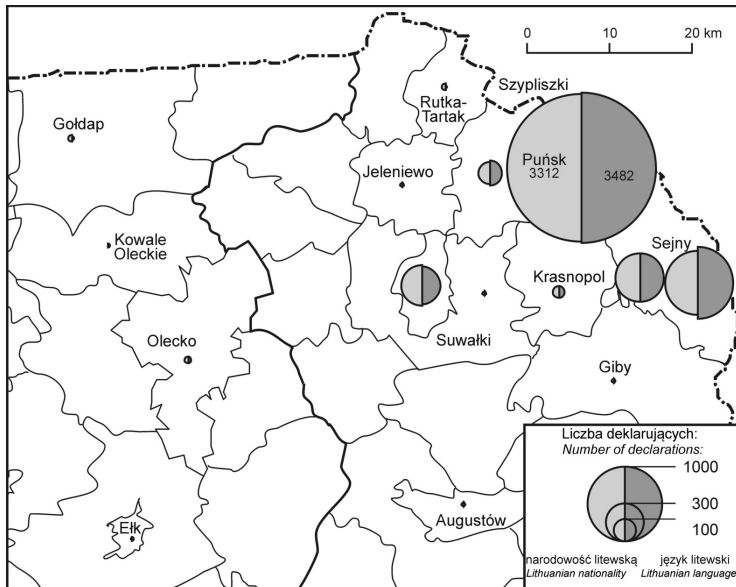 0 10 20 km
Szypliszki
Rutka-
Tartak
Gołdap
Puńsk
3312 3482
Jeleniewo
Sejny
Kowale
Oleckie
Krasnopol
Suwałki
Olecko
Giby
Augustów
Ełk
Liczba deklarujących:
Number of declarations:
1000
300
100
narodowość litewską język litewski
Lithuanian nationality Lithuanian language